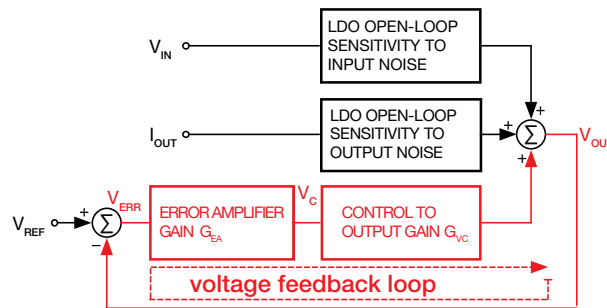 LDO OPEN-LOOP
SENSITIVITY TO
INPUT NOISE
V_IN
+
LDO OPEN-LOOP
SENSITIVITY TO
OUTPUT NOISE
I_OUT
+
Σ
V_OU
+
V_ERR
V_C
V_REF
+
Σ
−
ERROR AMPLIFIER
GAIN G_EA
CONTROL TO
OUTPUT GAIN G_VC
voltage feedback loop